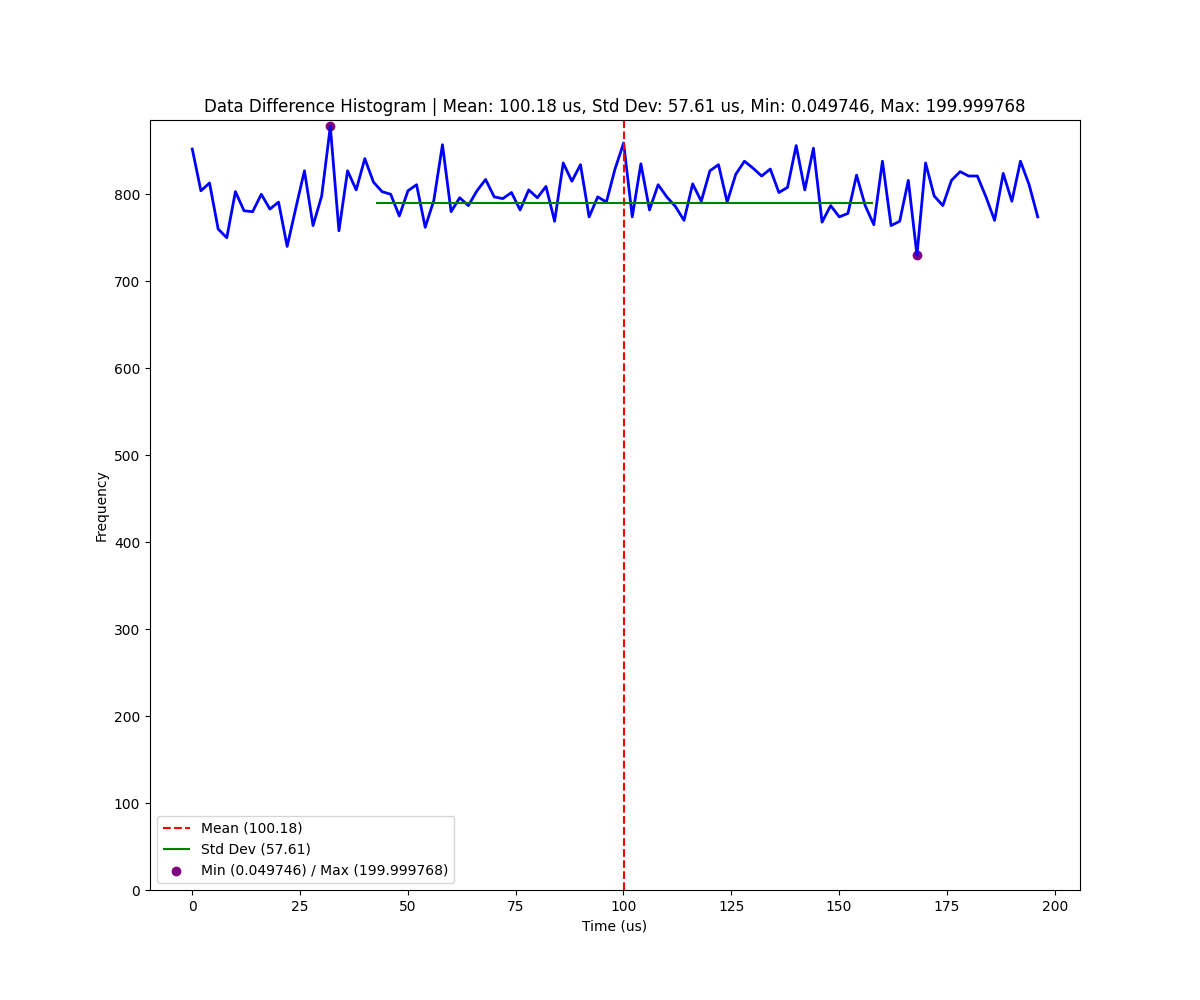 Data Difference Histogram | Mean: 100.18 us, Std Dev: 57.61 us, Min: 0.049746, Max: 199.999768
800
700
600
500
400
300
200
100
0
Frequency
Mean (100.18)
Std Dev (57.61)
Min (0.049746) / Max (199.999768)
0 25 50 75 100 125 150 175 200
Time (us)